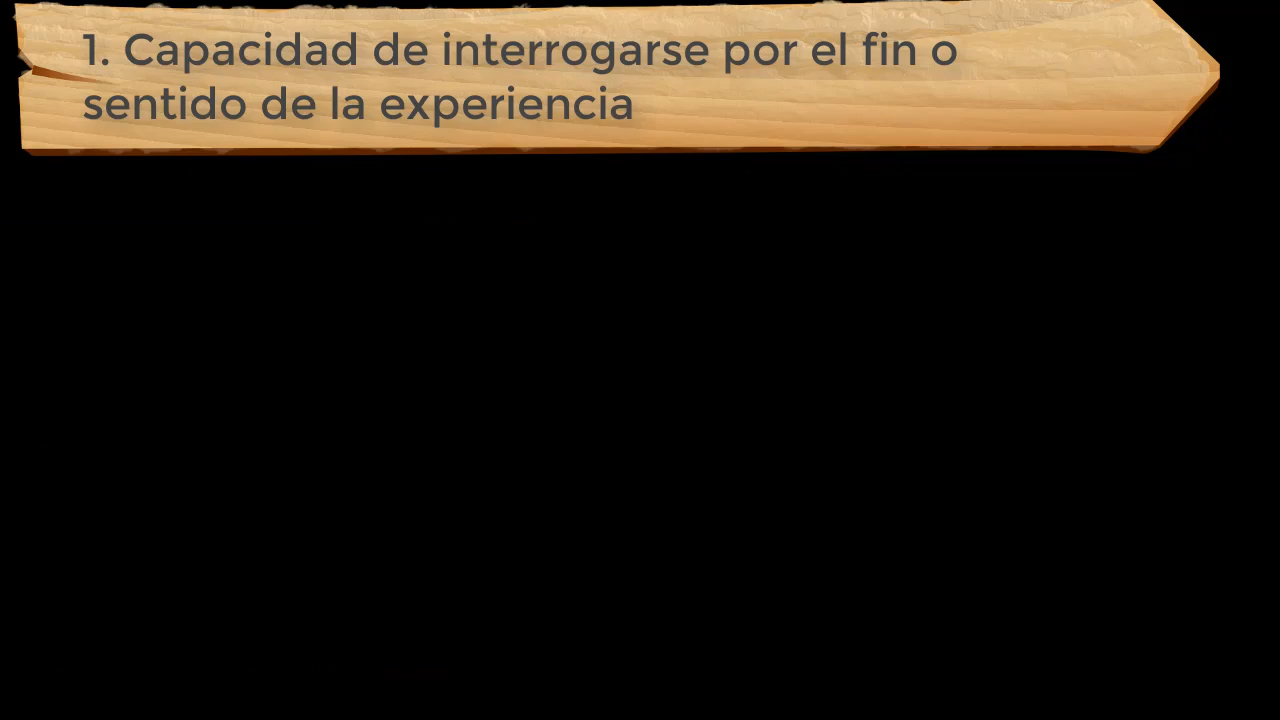 1. Capacidad de interrogarse por el fin o
sentido de la experiencia